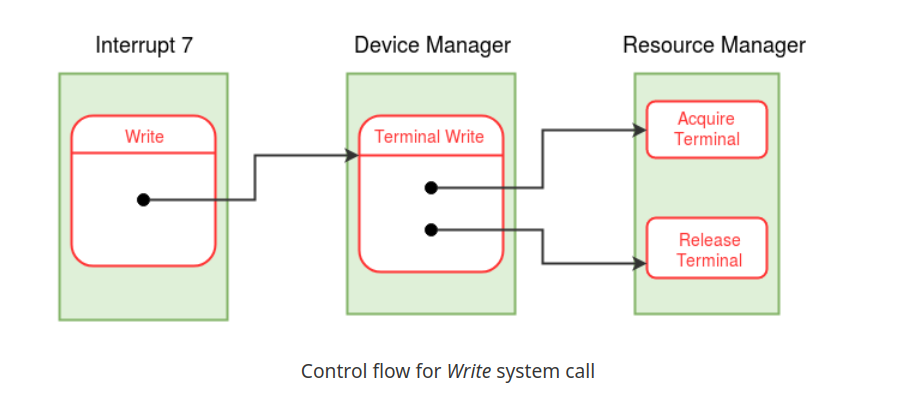 Interrupt 7
Device Manager
Resource Manager
Write
Terminal Write
Acquire
Terminal
Release
Terminal
Control flow for Write system call